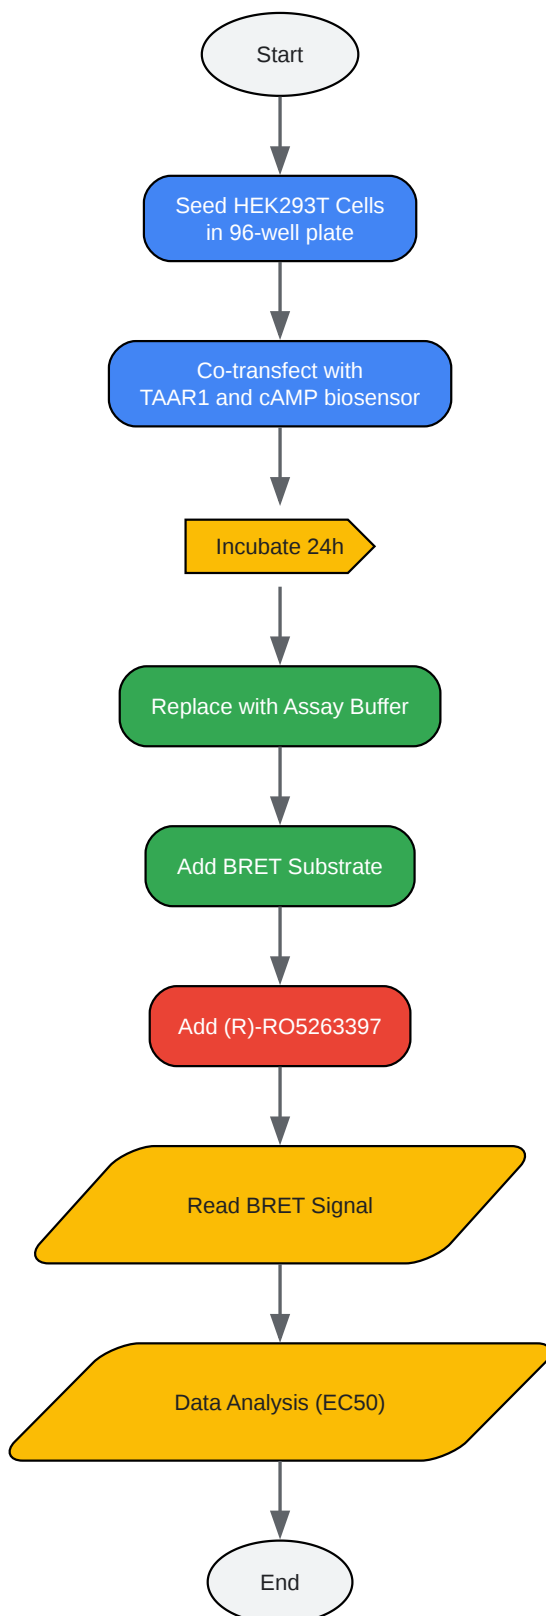 Start
Seed HEK293T Cells
in 96-well plate
Co-transfect with
TAAR1 and cAMP biosensor
Incubate 24h
Replace with Assay Buffer
Add BRET Substrate
Add (R)-RO5263397
Read BRET Signal
Data Analysis (EC50)
End